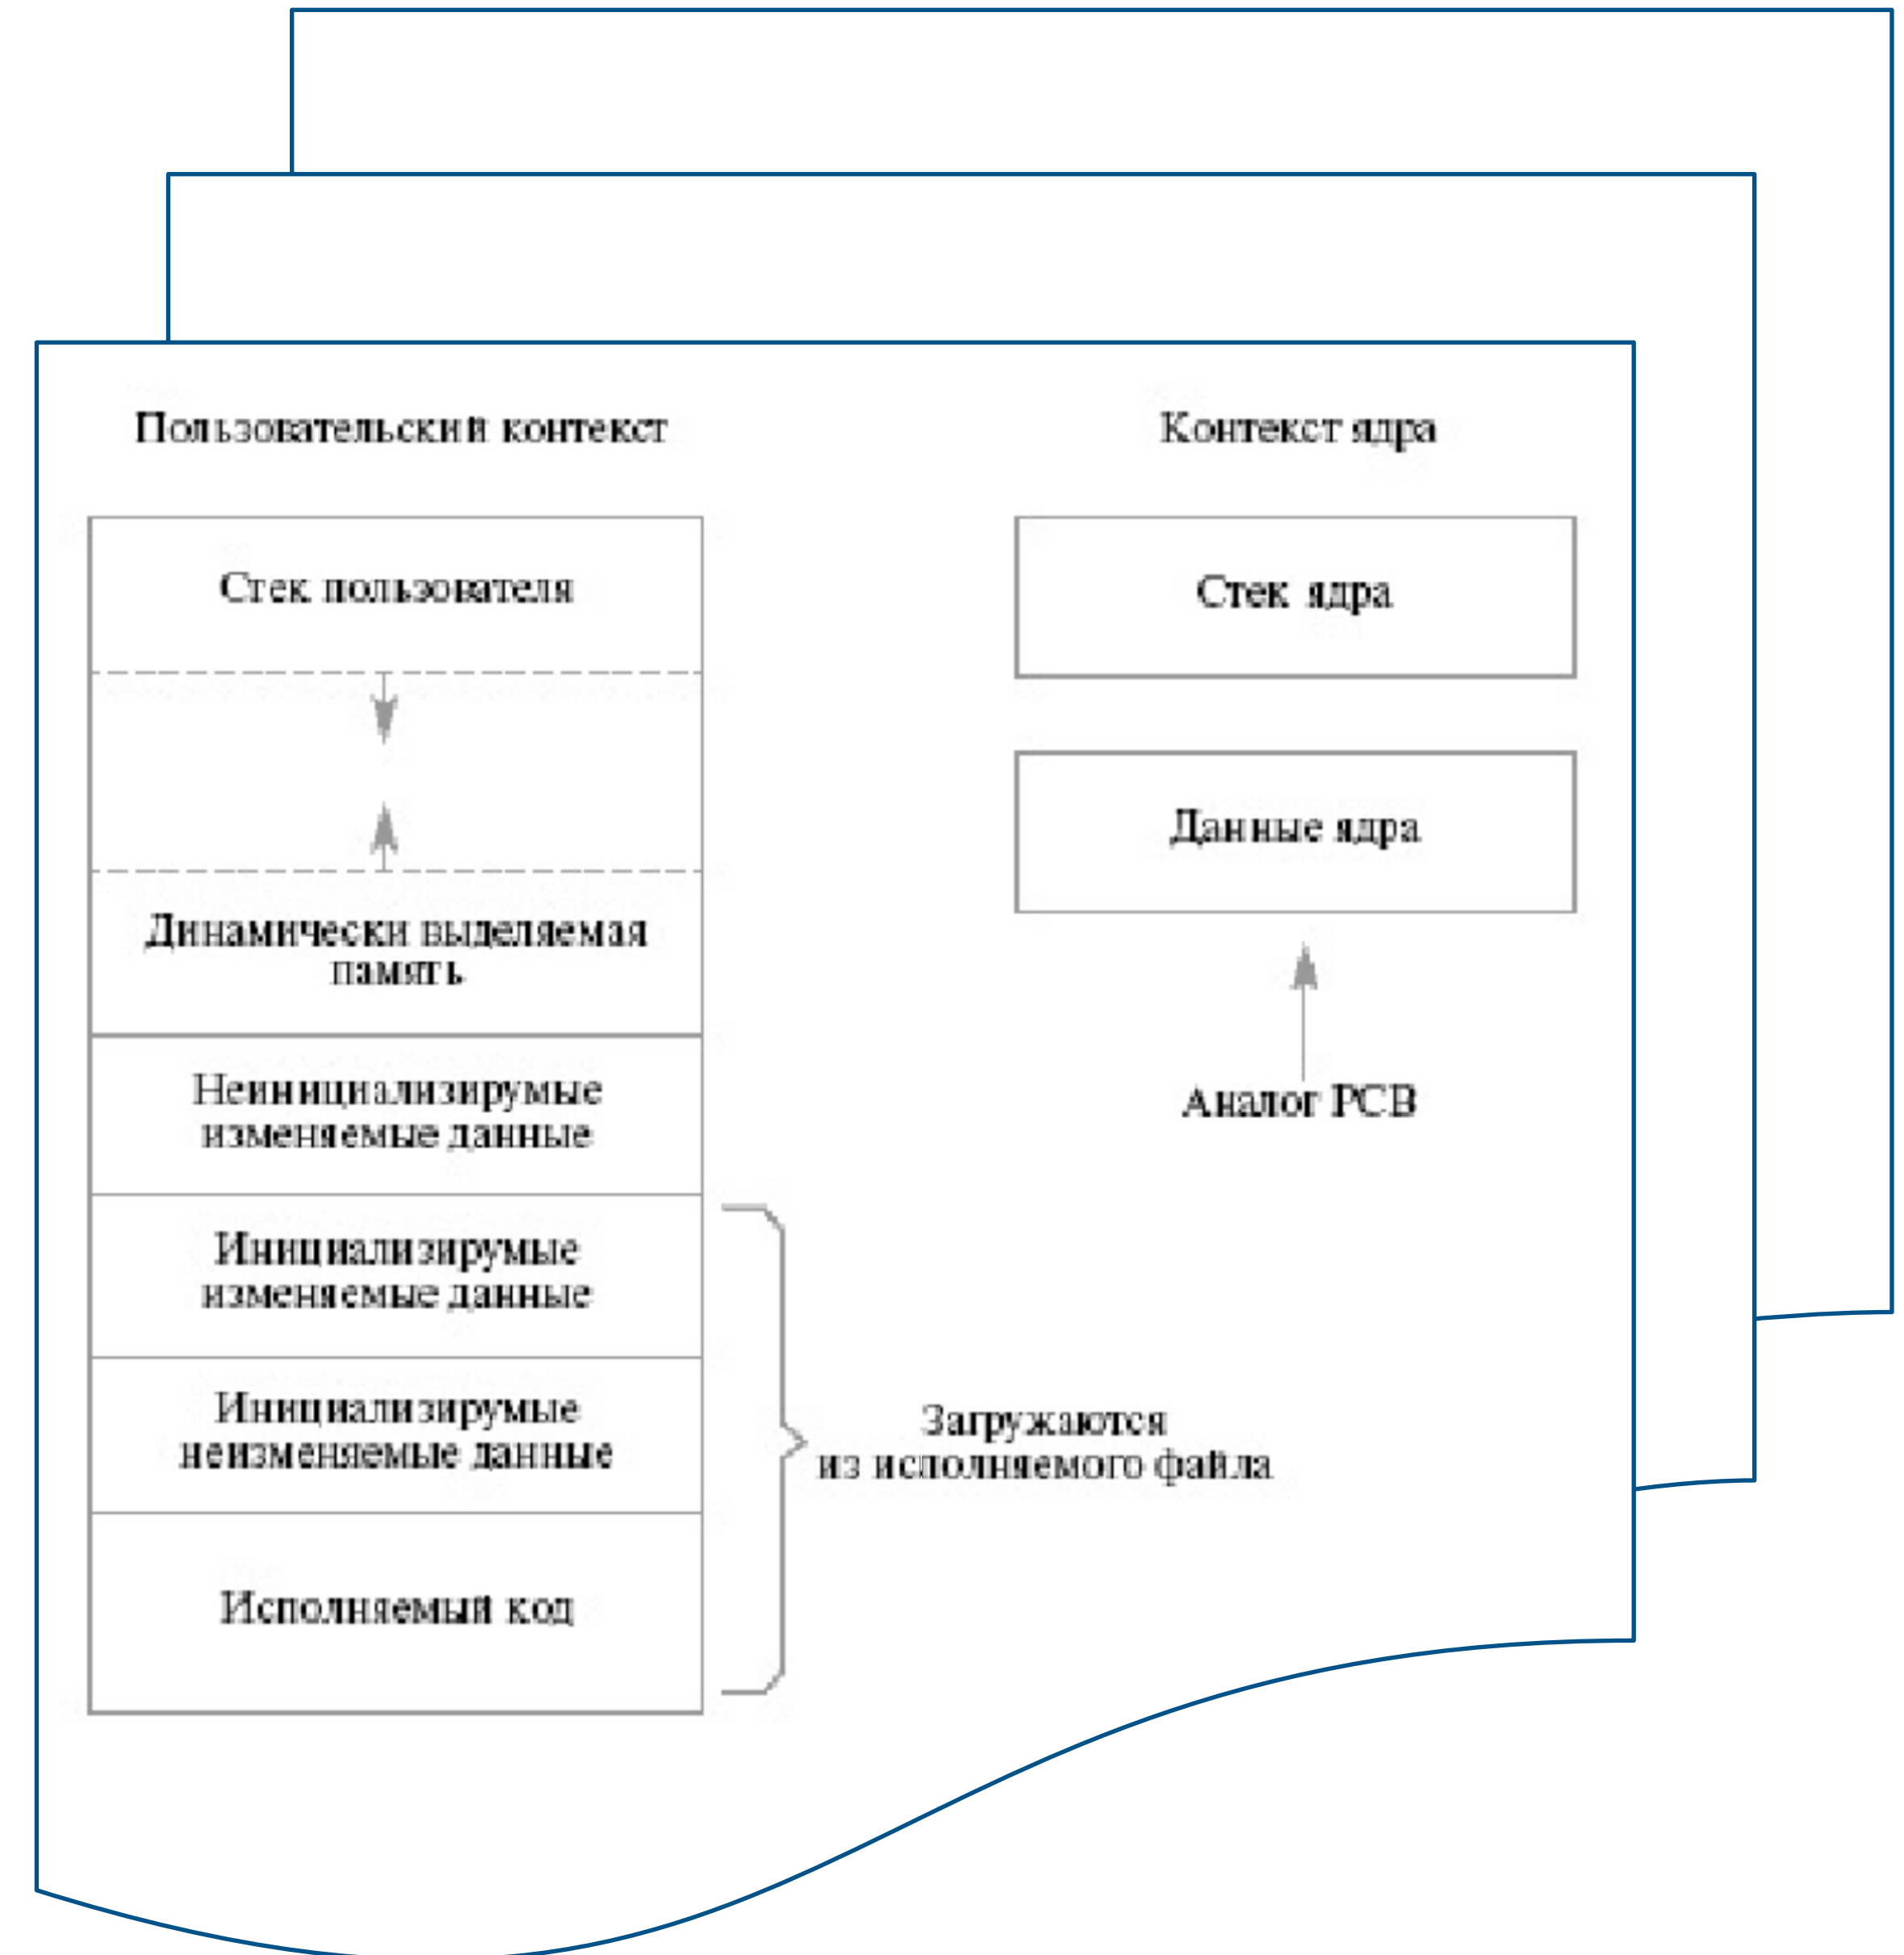 Пользовательский контекст
Контекст ядра
Стек пользователя
Стек ядра
Данные ядра
Динамически выделяемая
память
Аналог PCB
Неинициализирумые
изменяемые данные
Инициализирумые
изменяемые данные
Инициализирумые
неизменяемые данные
Загружаются
из исполняемого файла
Исполняемый код